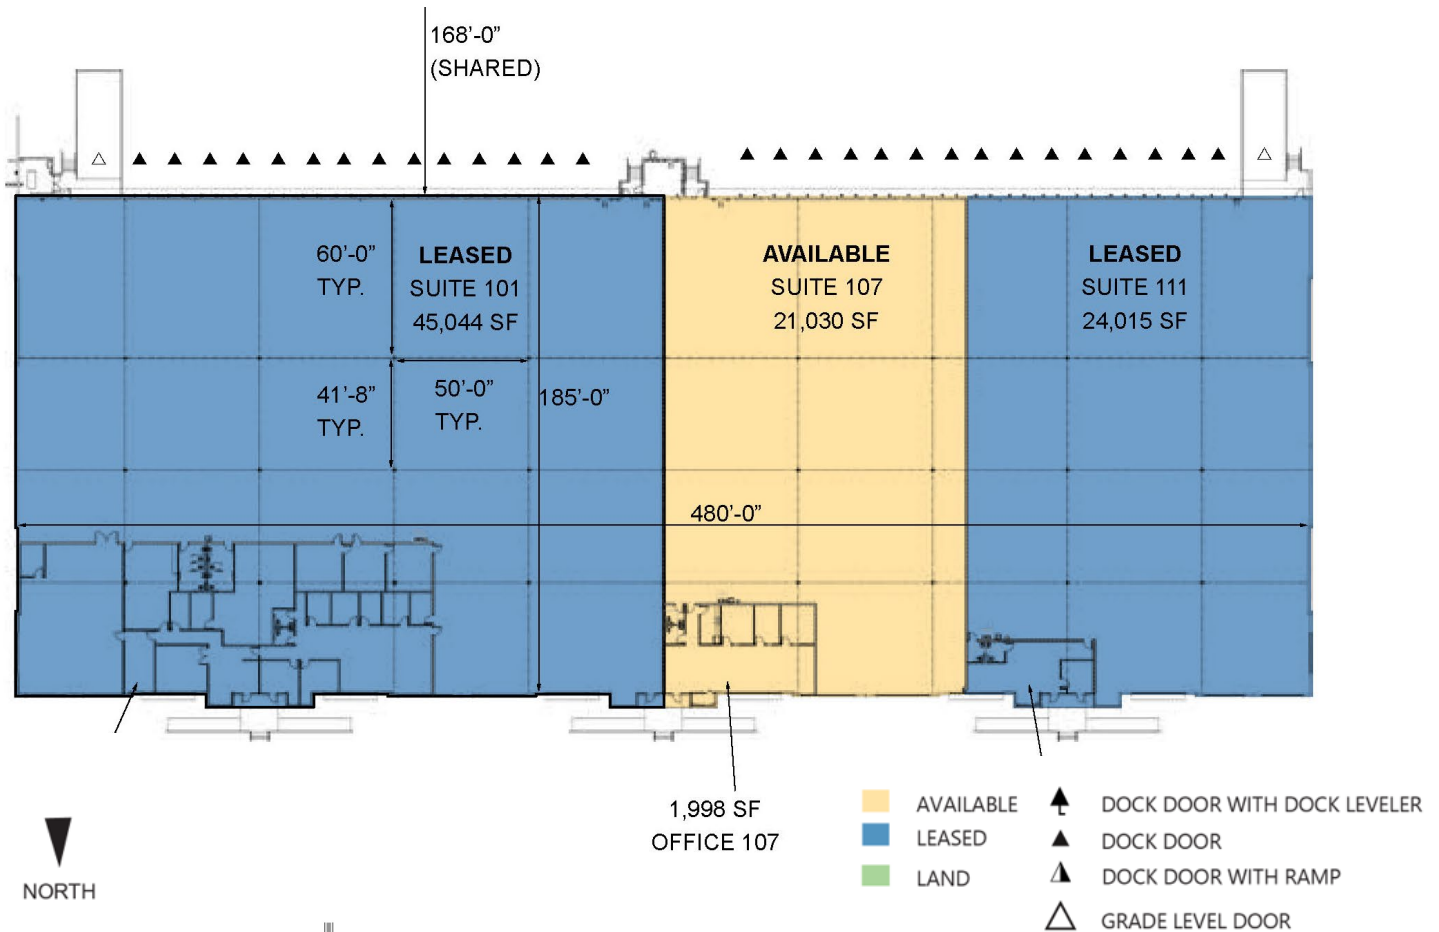 168'-0"
(SHARED)
60'-0"
TYP.
LEASED
SUITE 101
45,044 SF
AVAILABLE
SUITE 107
21,030 SF
LEASED
SUITE 111
24,015 SF
41'-8"
TYP.
50'-0"
TYP.
185'-0"
480'-0"
1,998 SF
OFFICE 107
NORTH
AVAILABLE
LEASED
LAND
DOCK DOOR WITH DOCK LEVELER
DOCK DOOR
DOCK DOOR WITH RAMP
GRADE LEVEL DOOR